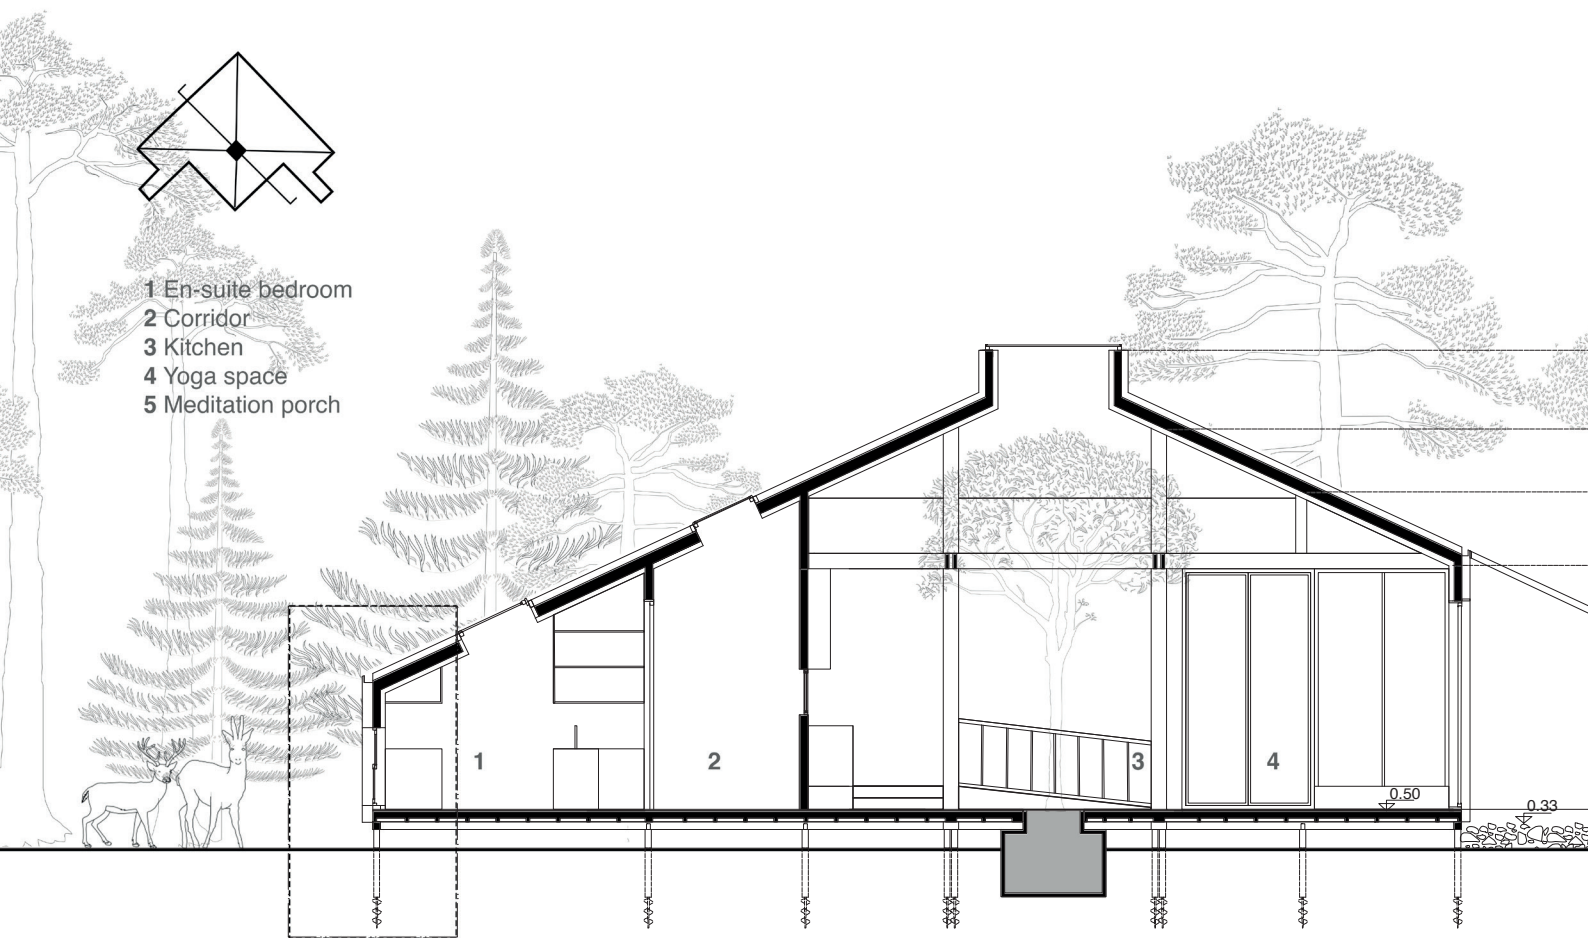 1 En-suite bedroom
2 Corridor
3 Kitchen
4 Yoga space
5 Meditation porch
1
2
3
4
0.50
0.33